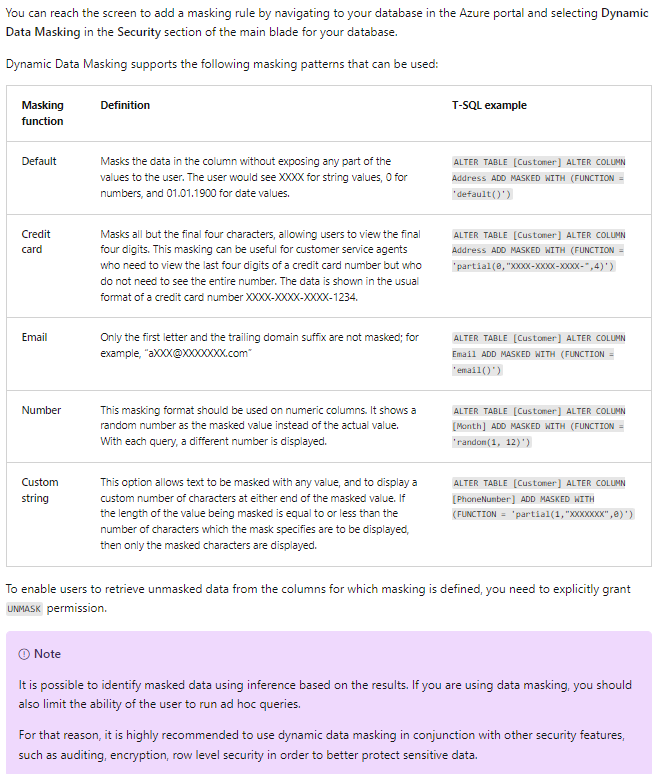 You can reach the screen to add a masking rule by navigating to your database in the Azure portal and selecting Dynamic
Data Masking in the Security section of the main blade for your database.
Dynamic Data Masking supports the following masking patterns that can be used:
Masking
function
Definition
T-SQL example
Default
Masks the data in the column without exposing any part of the
values to the user. The user would see XXXX for string values, 0 for
numbers, and 01.01.1900 for date values.
ALTER TABLE [Customer] ALTER COLUMN
Address ADD MASKED WITH (FUNCTION =
'default()')
Credit
card
Masks all but the final four characters, allowing users to view the final
four digits. This masking can be useful for customer service agents
who need to view the last four digits of a credit card number but who
do not need to see the entire number. The data is shown in the usual
format of a credit card number XXXX-XXXX-XXXX-1234.
ALTER TABLE [Customer] ALTER COLUMN
Address ADD MASKED WITH (FUNCTION =
'partial(0,"XXXX-XXXX-XXXX-",4)')
Email
Only the first letter and the trailing domain suffix are not masked; for
example, "aXXX@XXXXXXX.com"
ALTER TABLE [Customer] ALTER COLUMN
Email ADD MASKED WITH (FUNCTION =
'email()')
Number
This masking format should be used on numeric columns. It shows a
random number as the masked value instead of the actual value.
With each query, a different number is displayed.
ALTER TABLE [Customer] ALTER COLUMN
[Month] ADD MASKED WITH (FUNCTION =
'random(1, 12)')
Custom
string
This option allows text to be masked with any value, and to display a
custom number of characters at either end of the masked value. If
the length of the value being masked is equal to or less than the
number of characters which the mask specifies are to be displayed,
then only the masked characters are displayed.
ALTER TABLE [Customer] ALTER COLUMN
[PhoneNumber] ADD MASKED WITH
(FUNCTION = 'partial(1,"XXXXXXX",0)')
To enable users to retrieve unmasked data from the columns for which masking is defined, you need to explicitly grant
UNMASK permission.
Note
It is possible to identify masked data using inference based on the results. If you are using data masking, you should
also limit the ability of the user to run ad hoc queries.
For that reason, it is highly recommended to use dynamic data masking in conjunction with other security features,
such as auditing, encryption, row level security in order to better protect sensitive data.